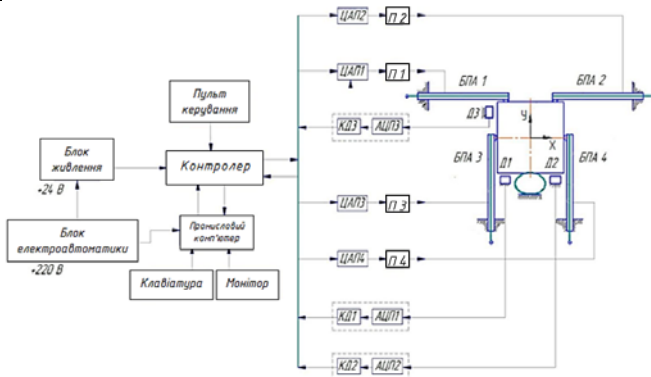 ЦАП2
П.2
ЦАП1
П.1
БПА 1
БПА 2
Пульт
керування
КД3
АЦП3
Д3
У
Х
Блок
живлення
+24 В
Контролер
БПА 3
Д1
Д2
БПА 4
ЦАП3
П.3
Блок
електроавтоматики
+220 В
Промисловий
комп'ютер
ЦАП4
П.4
Клавіатура
Монітор
КД1
АЦП1
КД2
АЦП2